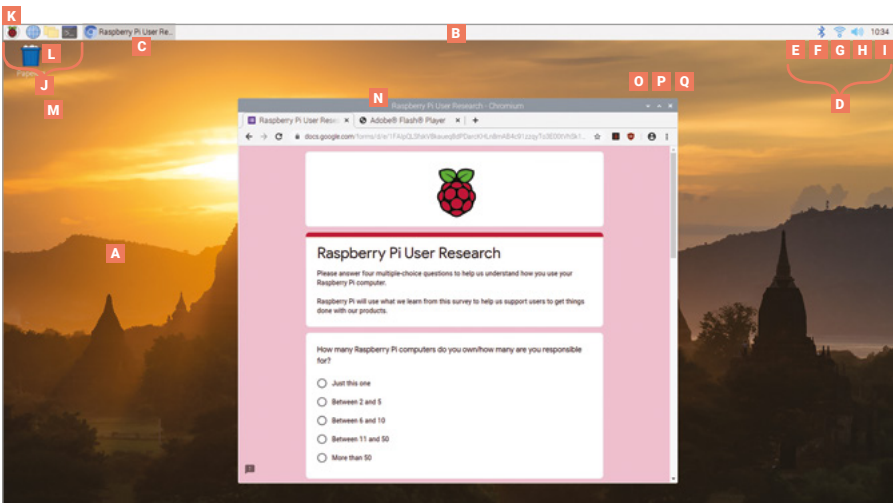 K
B
Raspberry Pi User Re..
10:34
C
L
E F G H I
J
D
M
N
O P Q
Raspberry Pi User Research - Chromium
Raspberry Pi User Resea
Adobe® Flash® Player
A
Raspberry Pi User Research
Please answer four multiple-choice questions to help us understand how you use your
Raspberry Pi computer.
Raspberry Pi will use what we learn from this survey to help us support users to get things
done with our products.
How many Raspberry Pi computers do you own/how many are you responsible
for?
Just this one
Between 2 and 5
Between 6 and 10
Between 11 and 50
More than 50